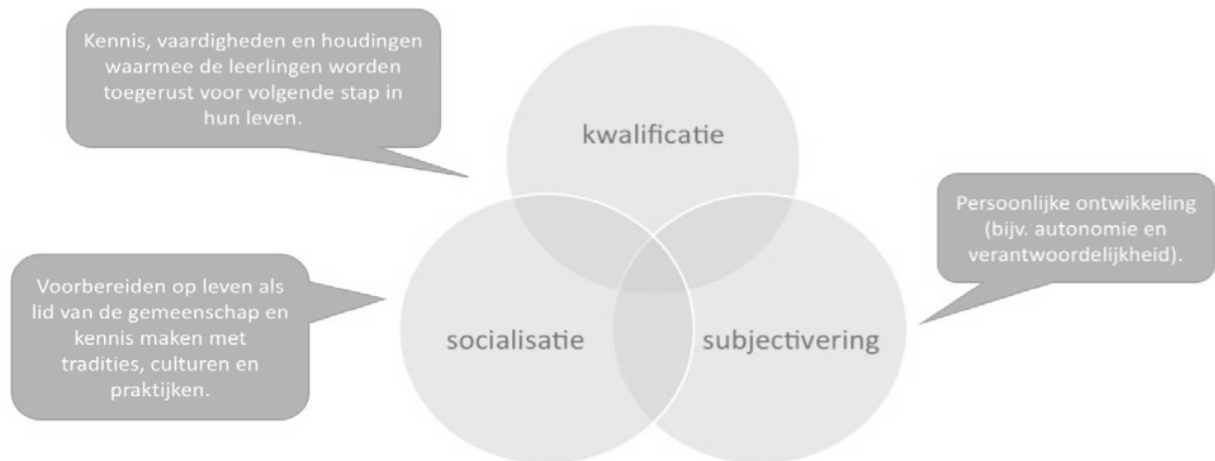 Kennis, vaardigheden en houdingen
waarmee de leerlingen worden
toegerust voor volgende stap in
hun leven.
kwalificatie
Persoonlijke ontwikkeling
(bijv. autonomie en
verantwoordelijkheid).
Voorbereiden op leven als
lid van de gemeenschap en
kennis maken met
tradities, culturen en
praktijken.
socialisatie
subjectivering